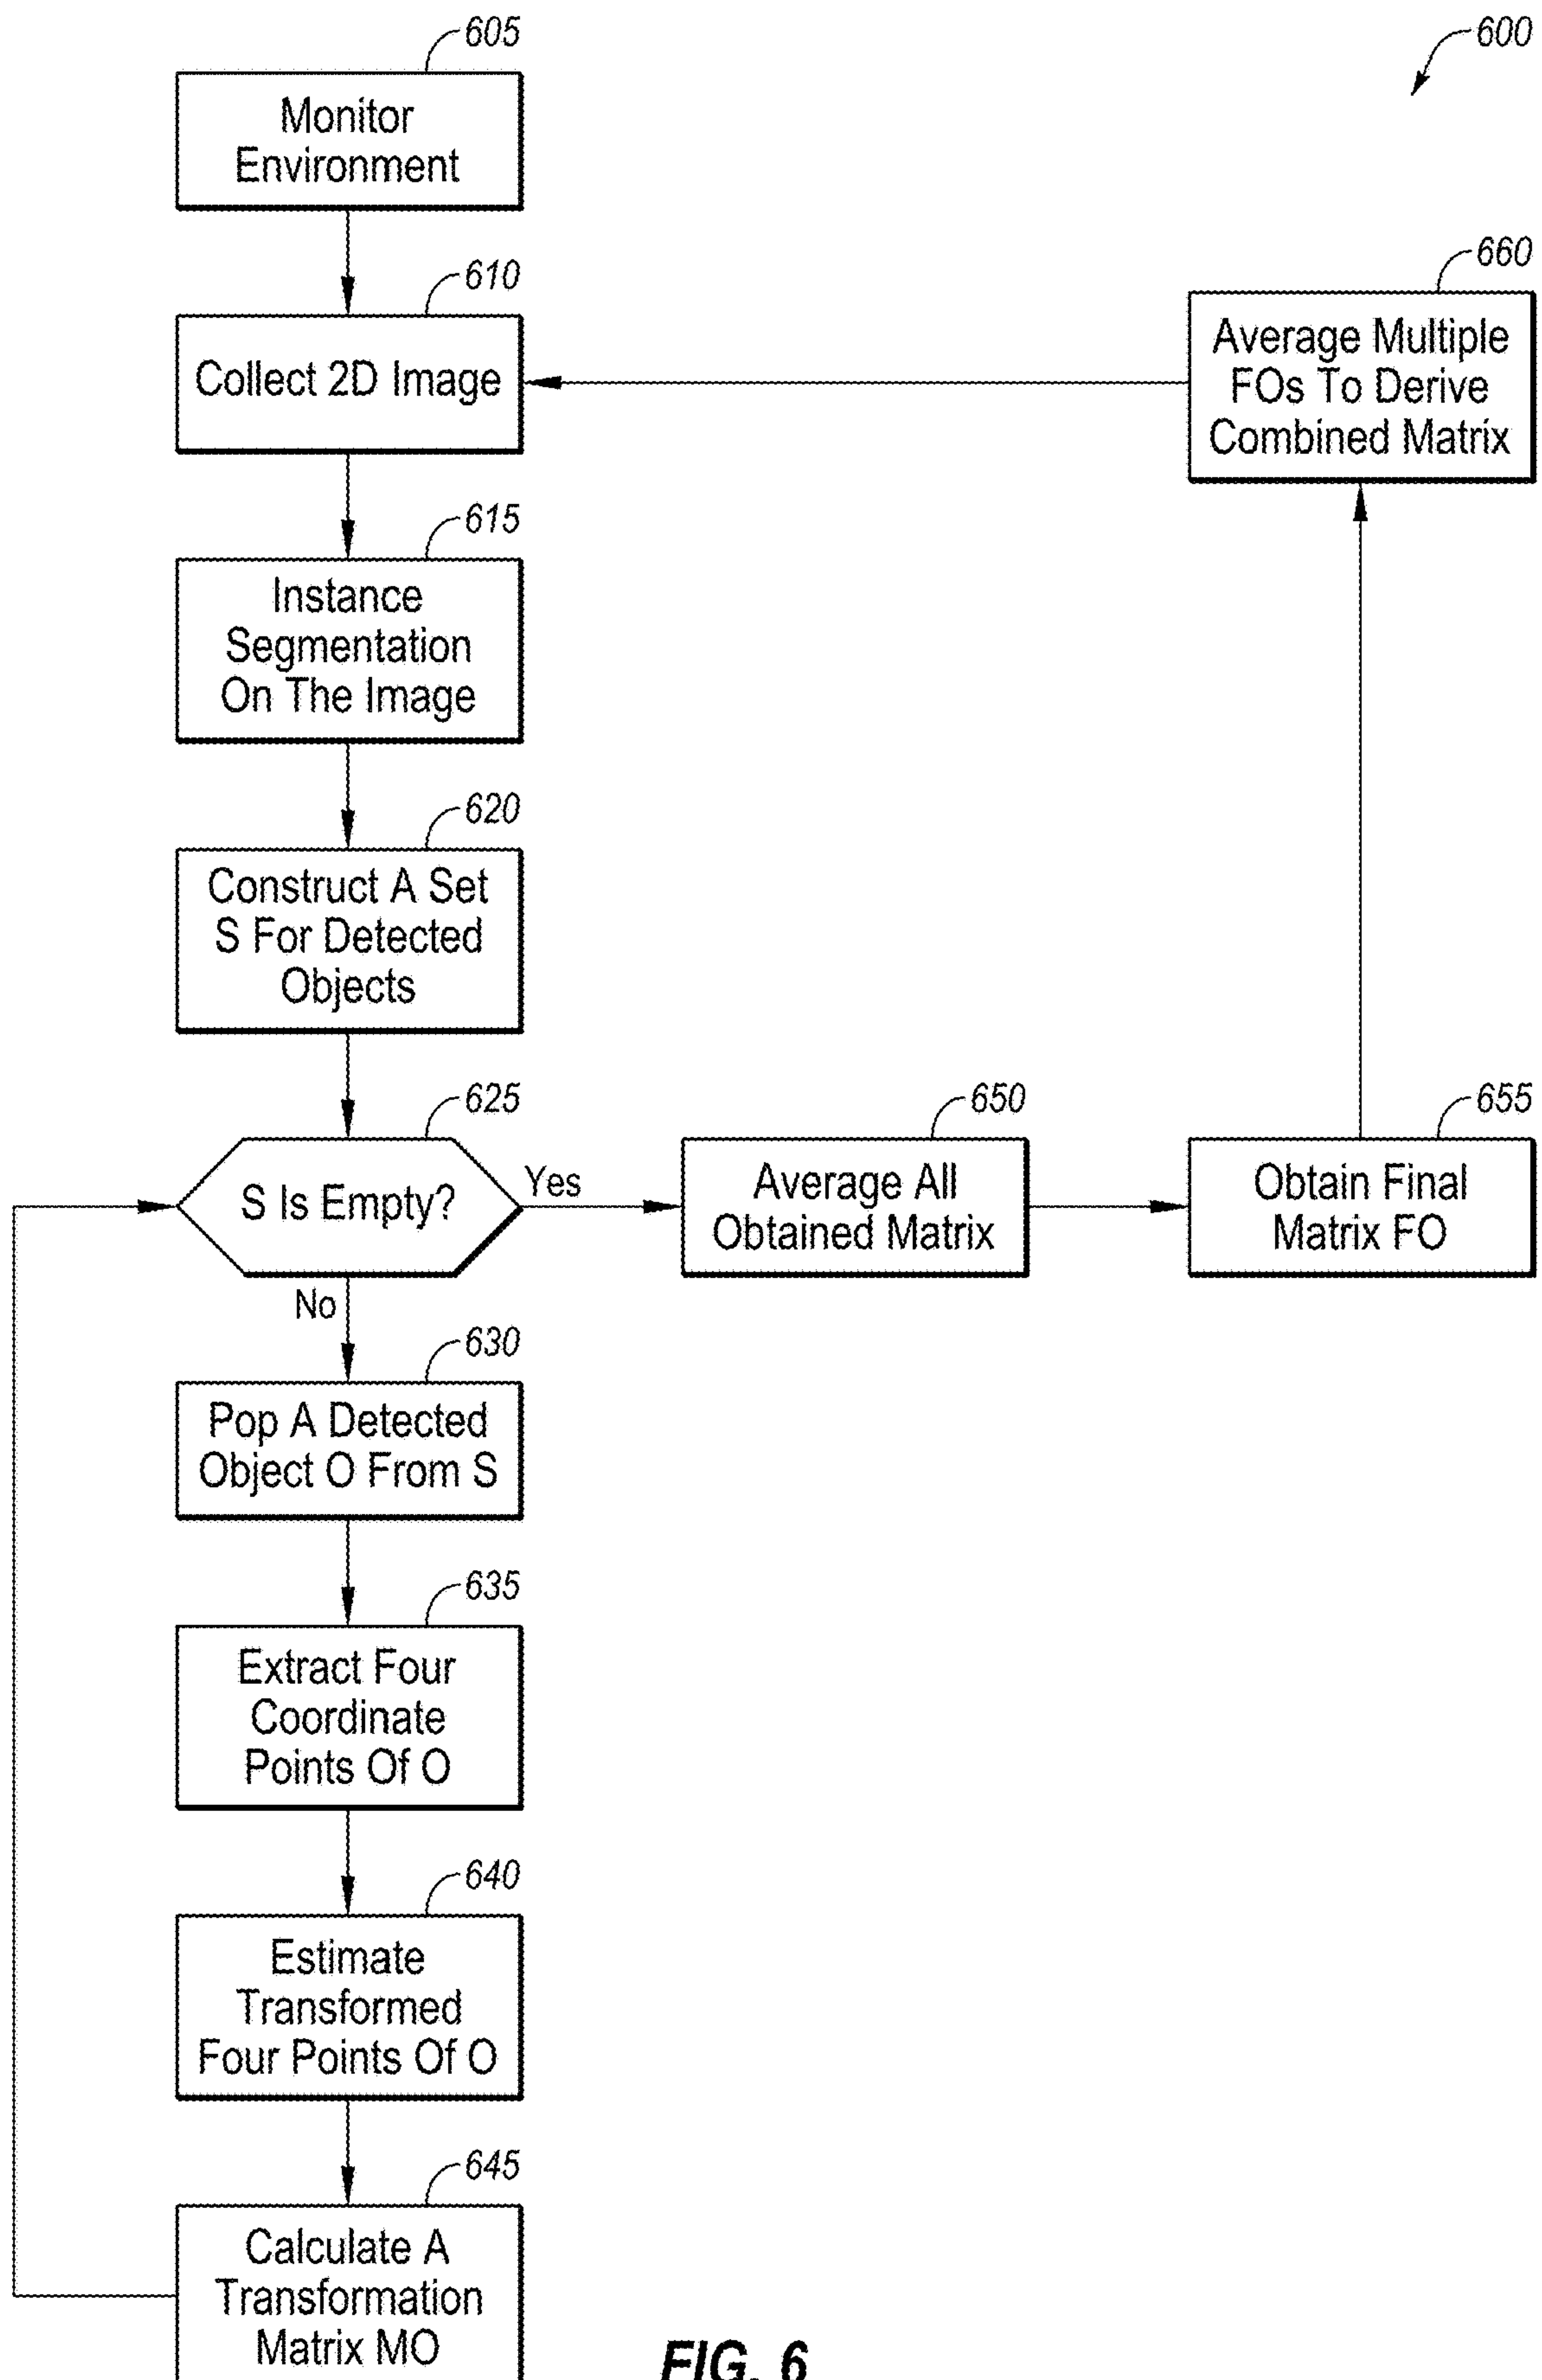 605
600
Monitor
Environment
610
660
Collect 2D Image
Average Multiple
FOs To Derive
Combined Matrix
615
Instance
Segmentation
On The Image
620
Construct A Set
S For Detected
Objects
625
650
655
S Is Empty?
Yes
Average All
Obtained Matrix
Obtain Final
Matrix FO
No
630
Pop A Detected
Object O From S
635
Extract Four
Coordinate
Points Of O
640
Estimate
Transformed
Four Points Of O
645
Calculate A
Transformation
Matrix MO
FIG. 6